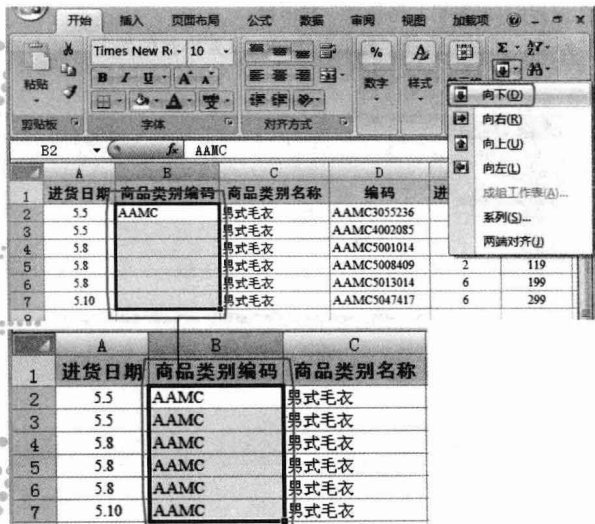 开始 插入 页面布局 公式 数据 审阅 视图 加载项
Times New R 10
B I U A A
粘贴
% 数字
A 样式
Σ
剪贴板 字体 对齐方式
向下(D)
向右(R)
向上(U)
向左(L)
成组工作表(A)...
系列(S)...
两端对齐(J)
B2 fx AAMC
A B C D
1 进货日期 商品类别编码 商品类别名称 编码 进
2 5.5 AAMC 男式毛衣 AAMC3055236
3 5.5 男式毛衣 AAMC4002085
4 5.8 男式毛衣 AAMC5001014
5 5.8 男式毛衣 AAMC5008409 2 119
6 5.8 男式毛衣 AAMC5013014 6 199
7 5.10 男式毛衣 AAMC5047417 6 299
A B C
1 进货日期 商品类别编码 商品类别名称
2 5.5 AAMC 男式毛衣
3 5.5 AAMC 男式毛衣
4 5.8 AAMC 男式毛衣
5 5.8 AAMC 男式毛衣
6 5.8 AAMC 男式毛衣
7 5.10 AAMC 男式毛衣